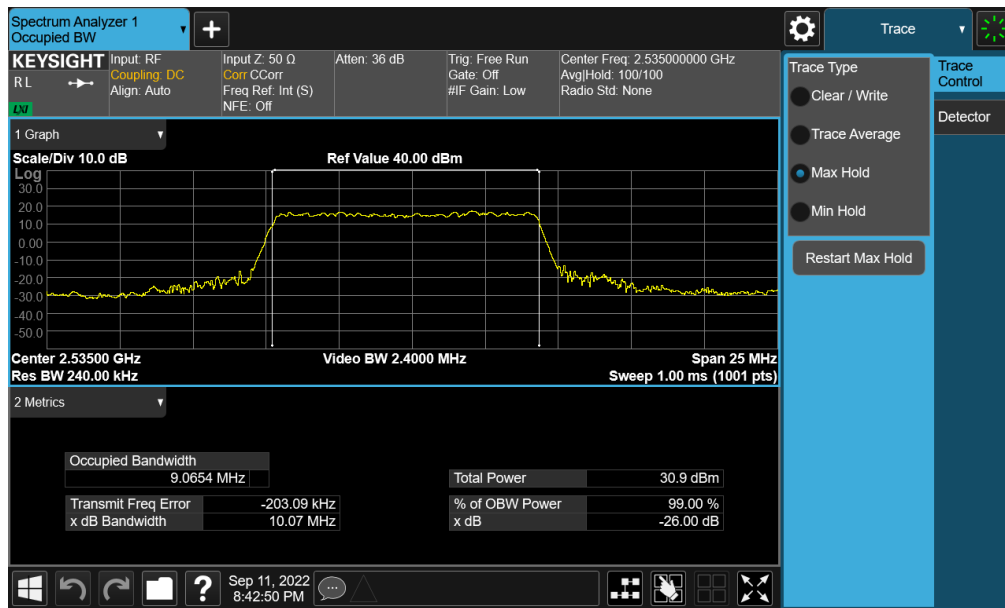 Spectrum Analyzer 1
Occupied BW
Trace
KEYSIGHT
R L
LXI
Input: RF
Coupling: DC
Align: Auto
Input Z: 50 Ω
Corr CCorr
Freq Ref: Int (S)
NFE: Off
Atten: 36 dB
Trig: Free Run
Gate: Off
#IF Gain: Low
Center Freq: 2.535000000 GHz
Avg|Hold: 100/100
Radio Std: None
Trace Type
Clear / Write
Trace Average
Max Hold
Min Hold
Restart Max Hold
Trace
Control
Detector
1 Graph
Scale/Div 10.0 dB
Ref Value 40.00 dBm
Log
30.0
20.0
10.0
0.00
-10.0
-20.0
-30.0
-40.0
-50.0
Center 2.53500 GHz
Video BW 2.4000 MHz
Span 25 MHz
Res BW 240.00 kHz
Sweep 1.00 ms (1001 pts)
2 Metrics
Occupied Bandwidth
9.0654 MHz
Total Power 30.9 dBm
Transmit Freq Error -203.09 kHz
% of OBW Power 99.00 %
x dB Bandwidth 10.07 MHz
x dB -26.00 dB
?
Sep 11, 2022
8:42:50 PM